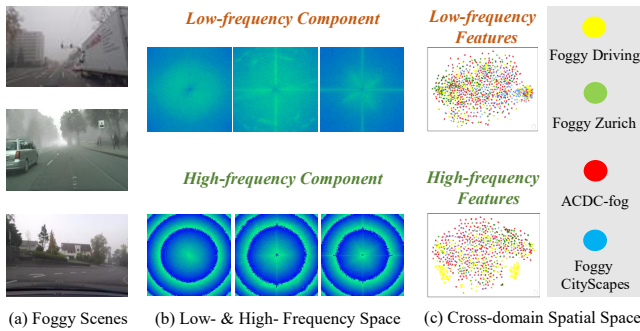 Low-frequency Component
Low-frequency
Features
Foggy Driving
Foggy Zurich
High-frequency Component
High-frequency
Features
ACDC-fog
Foggy
CityScapes
(a) Foggy Scenes
(b) Low- & High- Frequency Space
(c) Cross-domain Spatial Space